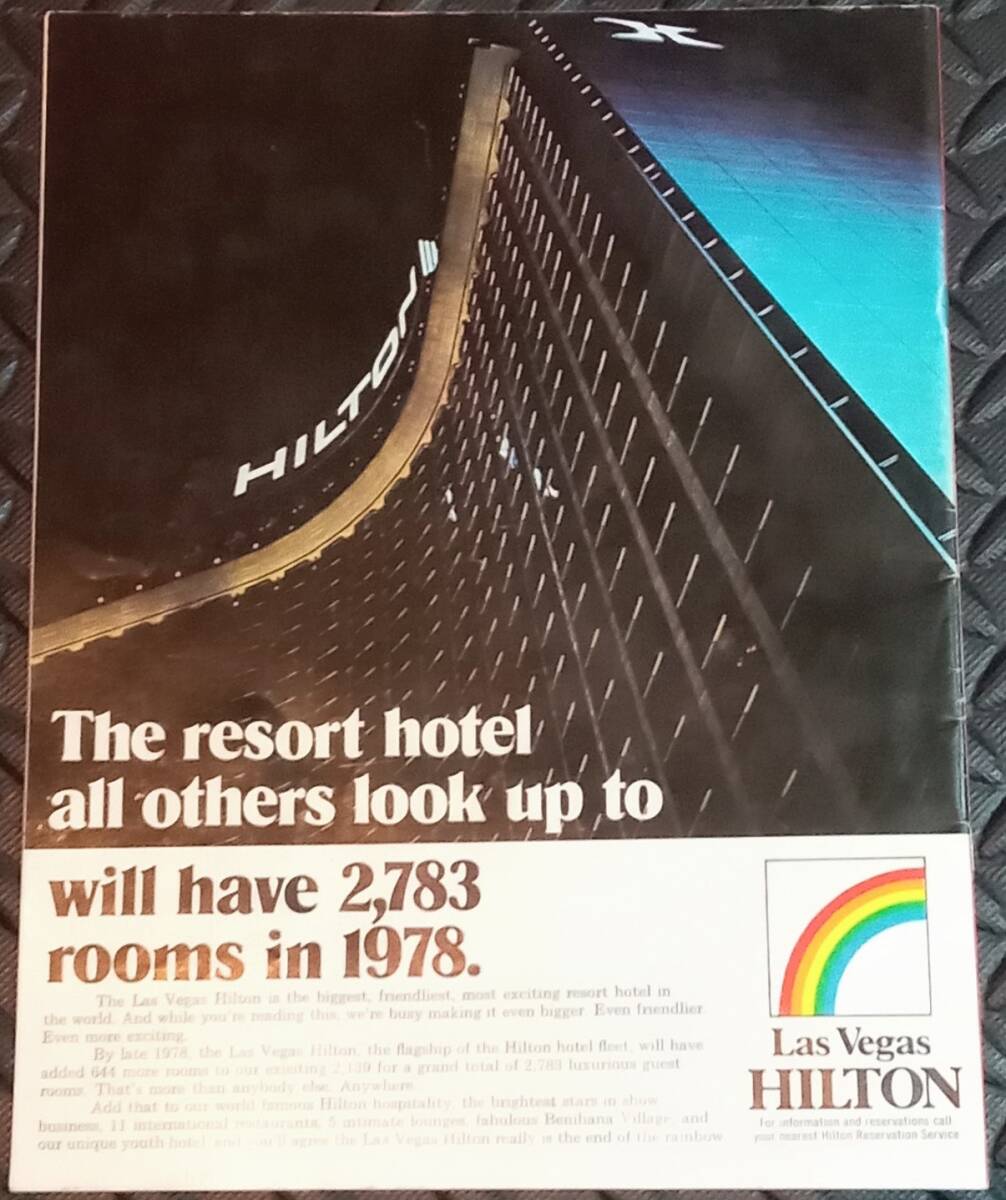 HILTON
The resort hotel
all others look up to
will have 2,783
rooms in 1978.
The Las Vegas Hilton is the biggest, friendliest, most exciting resort hotel in
the world. And while you're reading this, we're busy making it even bigger. Even friendlier.
Even more exciting.
By late 1978, the Las Vegas Hilton, the flagship of the Hilton hotel fleet, will have
added 644 more rooms to our existing 2,139 for a grand total of 2,783 luxurious guest
rooms. That's more than anybody else. Anywhere.
Add that to our world famous Hilton hospitality, the brightest stars in show
business, 11 international restaurants, 5 intimate lounges, fabulous Benihana Village, and
our unique youth hotel and you'll agree the Las Vegas Hilton really is the end of the rainbow.
Las Vegas
HILTON
For information and reservations call
your nearest Hilton Reservation Service